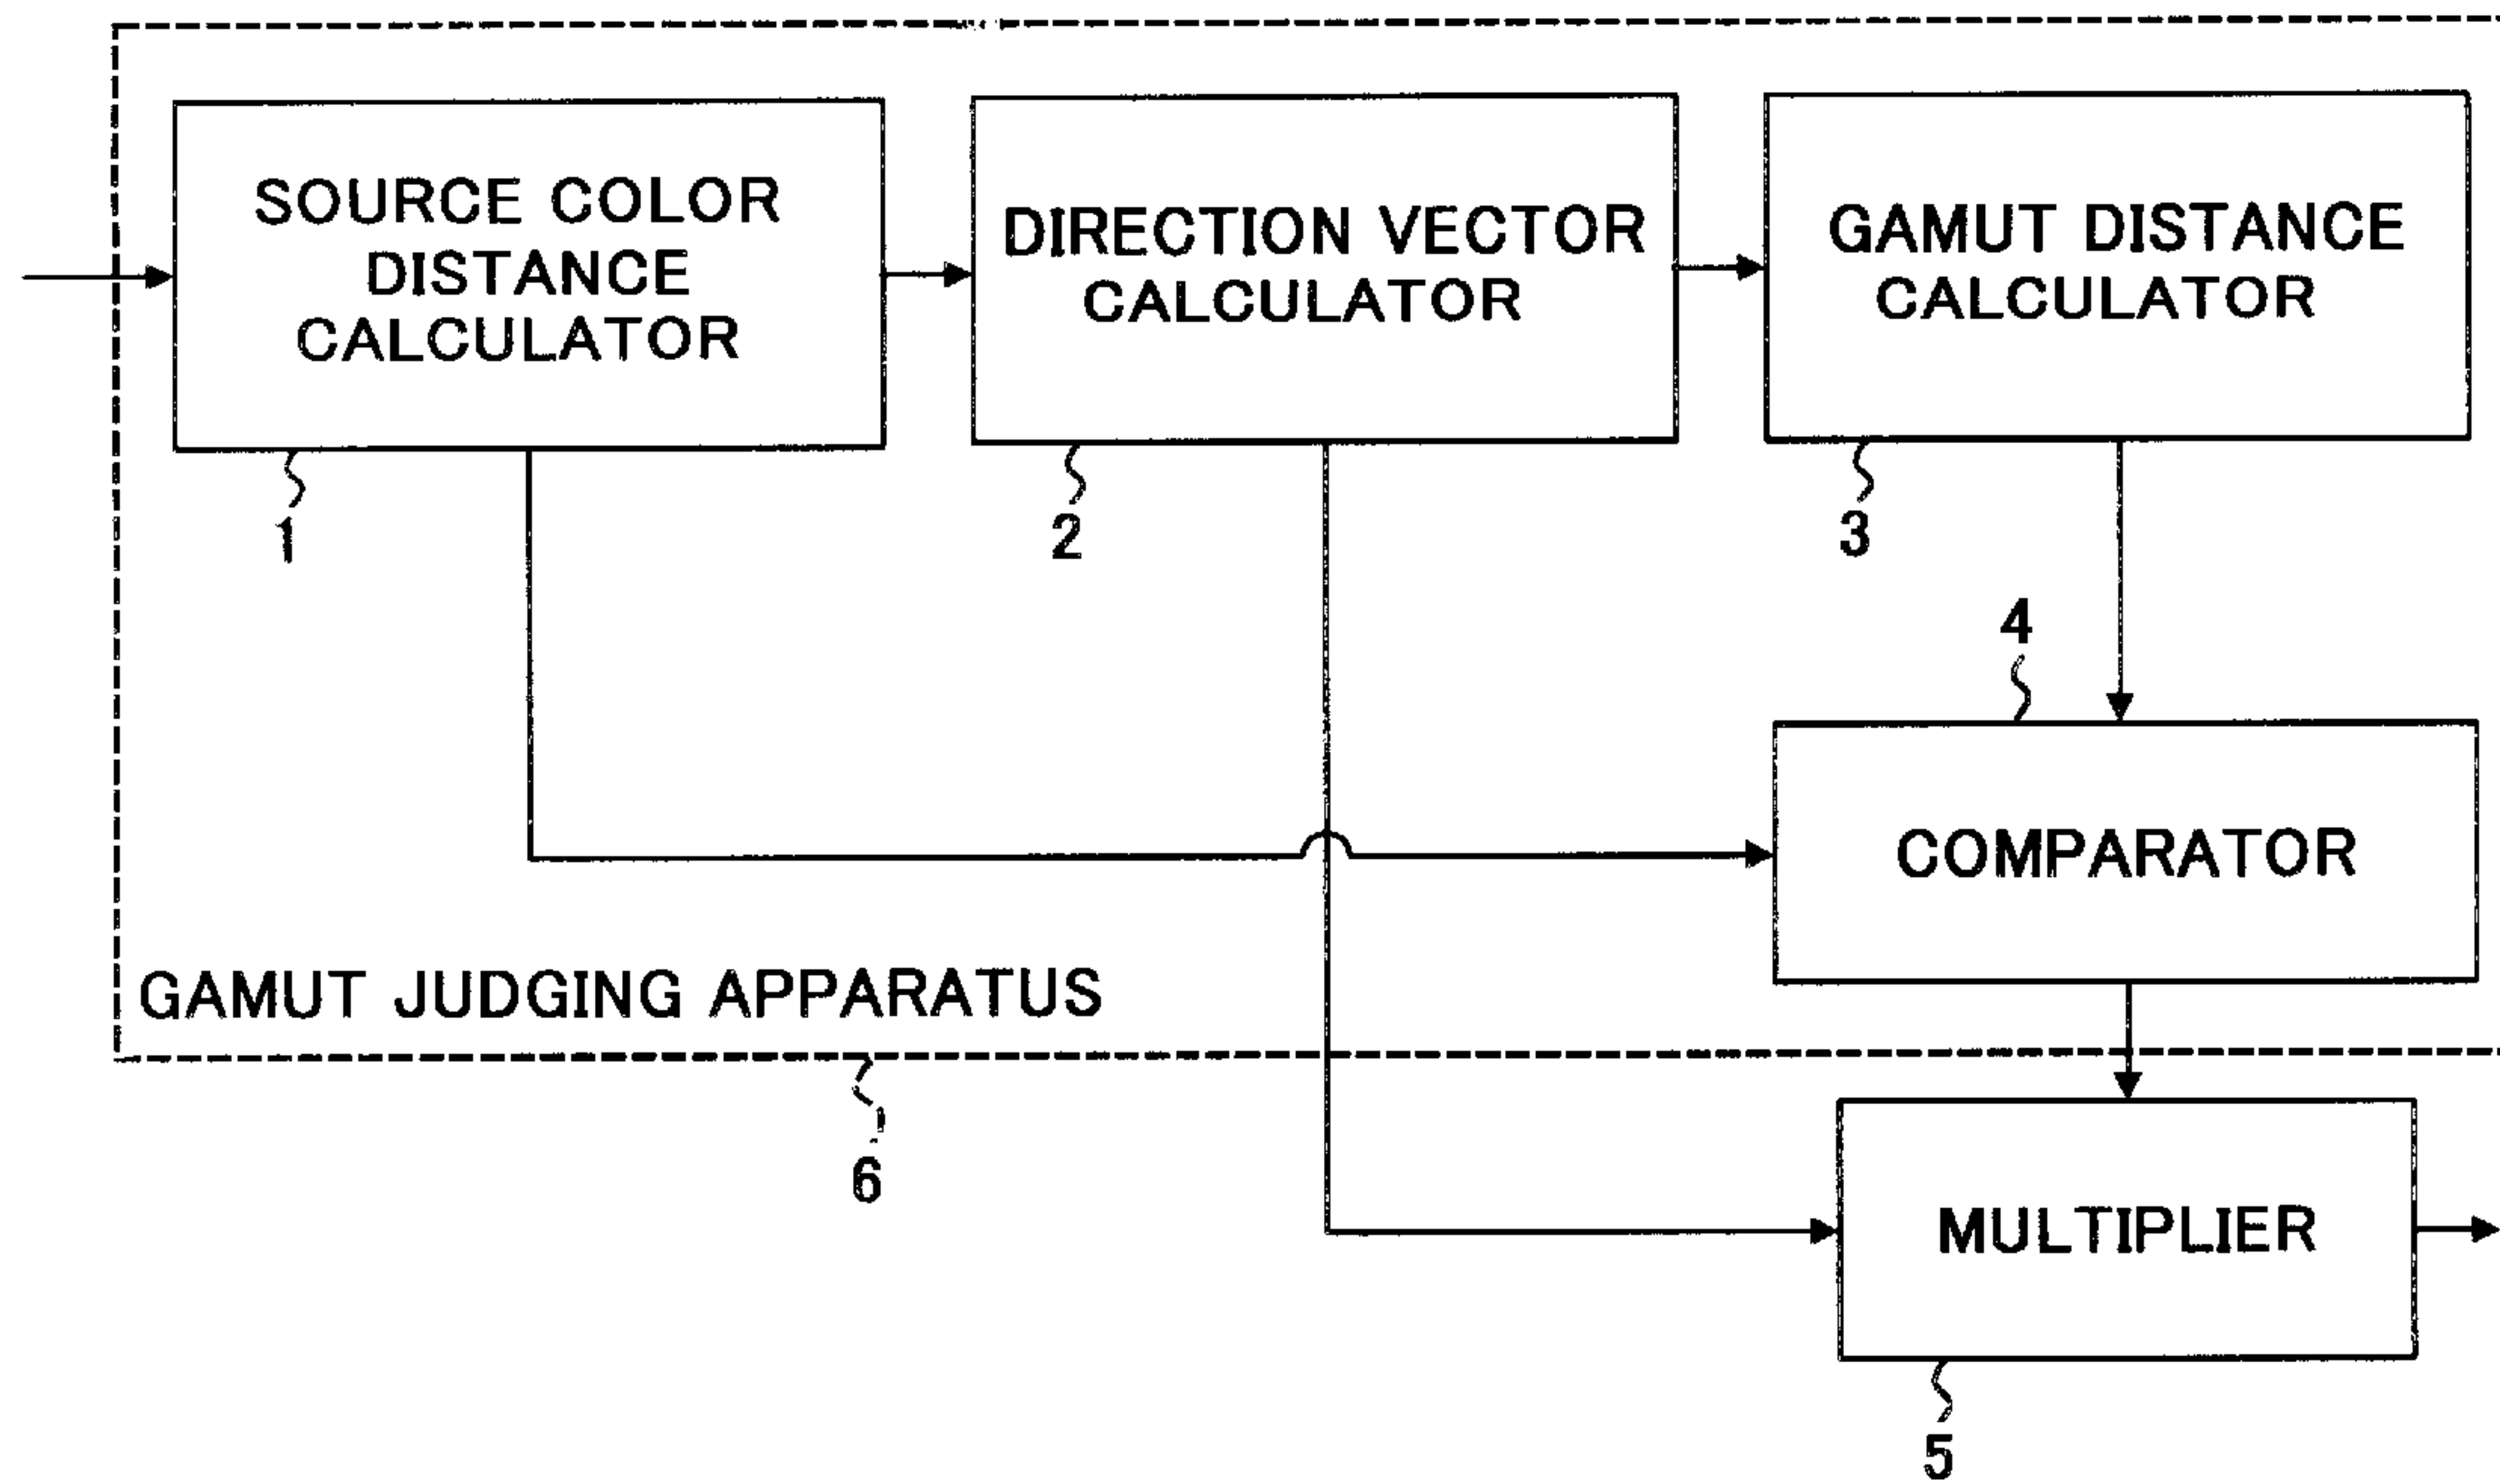 SOURCE COLOR
DISTANCE
CALCULATOR
DIRECTION VECTOR
CALCULATOR
GAMUT DISTANCE
CALCULATOR
1
2
3
4
COMPARATOR
GAMUT JUDGING APPARATUS
6
MULTIPLIER
5